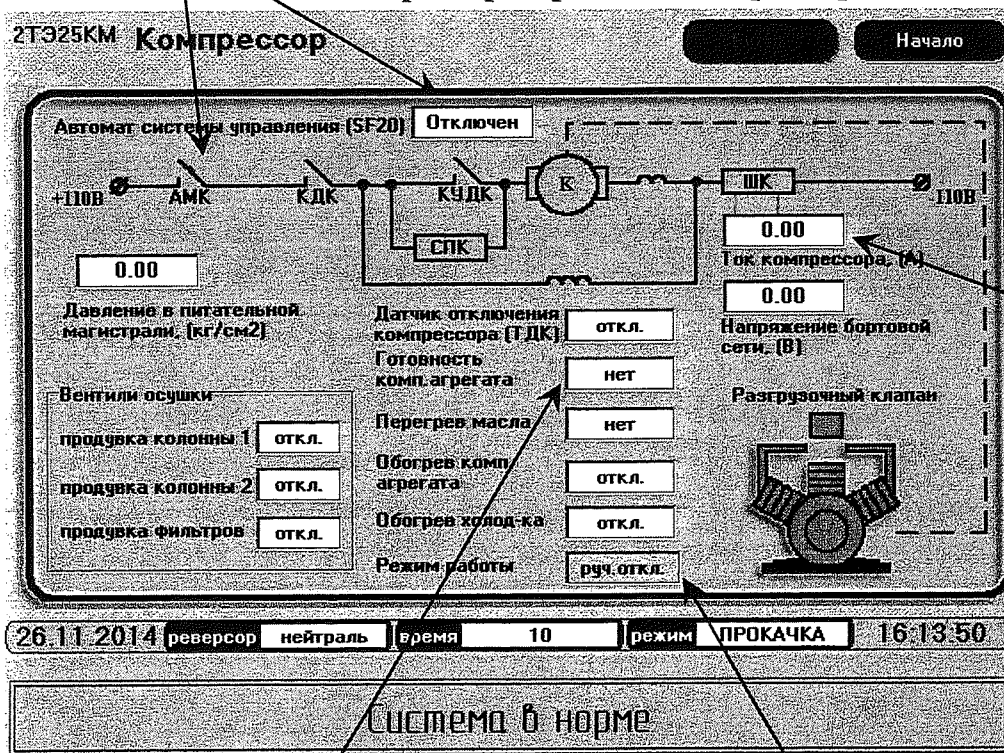 2ТЭ25КМ Компрессор
Начало
Автомат системы управления (SF20) Отключен
+110В АМК КДК КУДК К ШК 110В
СПК
0.00
Давление в питательной
магистрали, (кг/см2)
0.00
Ток компрессора, (А)
0.00
Напряжение бортовой
сети, (В)
Датчик отключения
компрессора (ТДК) откл.
Готовность
комп.агрегата нет
Перегрев масла нет
Обогрев комп.
агрегата откл.
Обогрев холод-ка откл.
Режим работы руч.откл.
Вентили осушки
продувка колонны 1 откл.
продувка колонны 2 откл.
продувка фильтров откл.
Разгрузочный клапан
26.11.2014 реверсор нейтраль время 10 режим ПРОКАЧКА 16:13:50
Система в норме